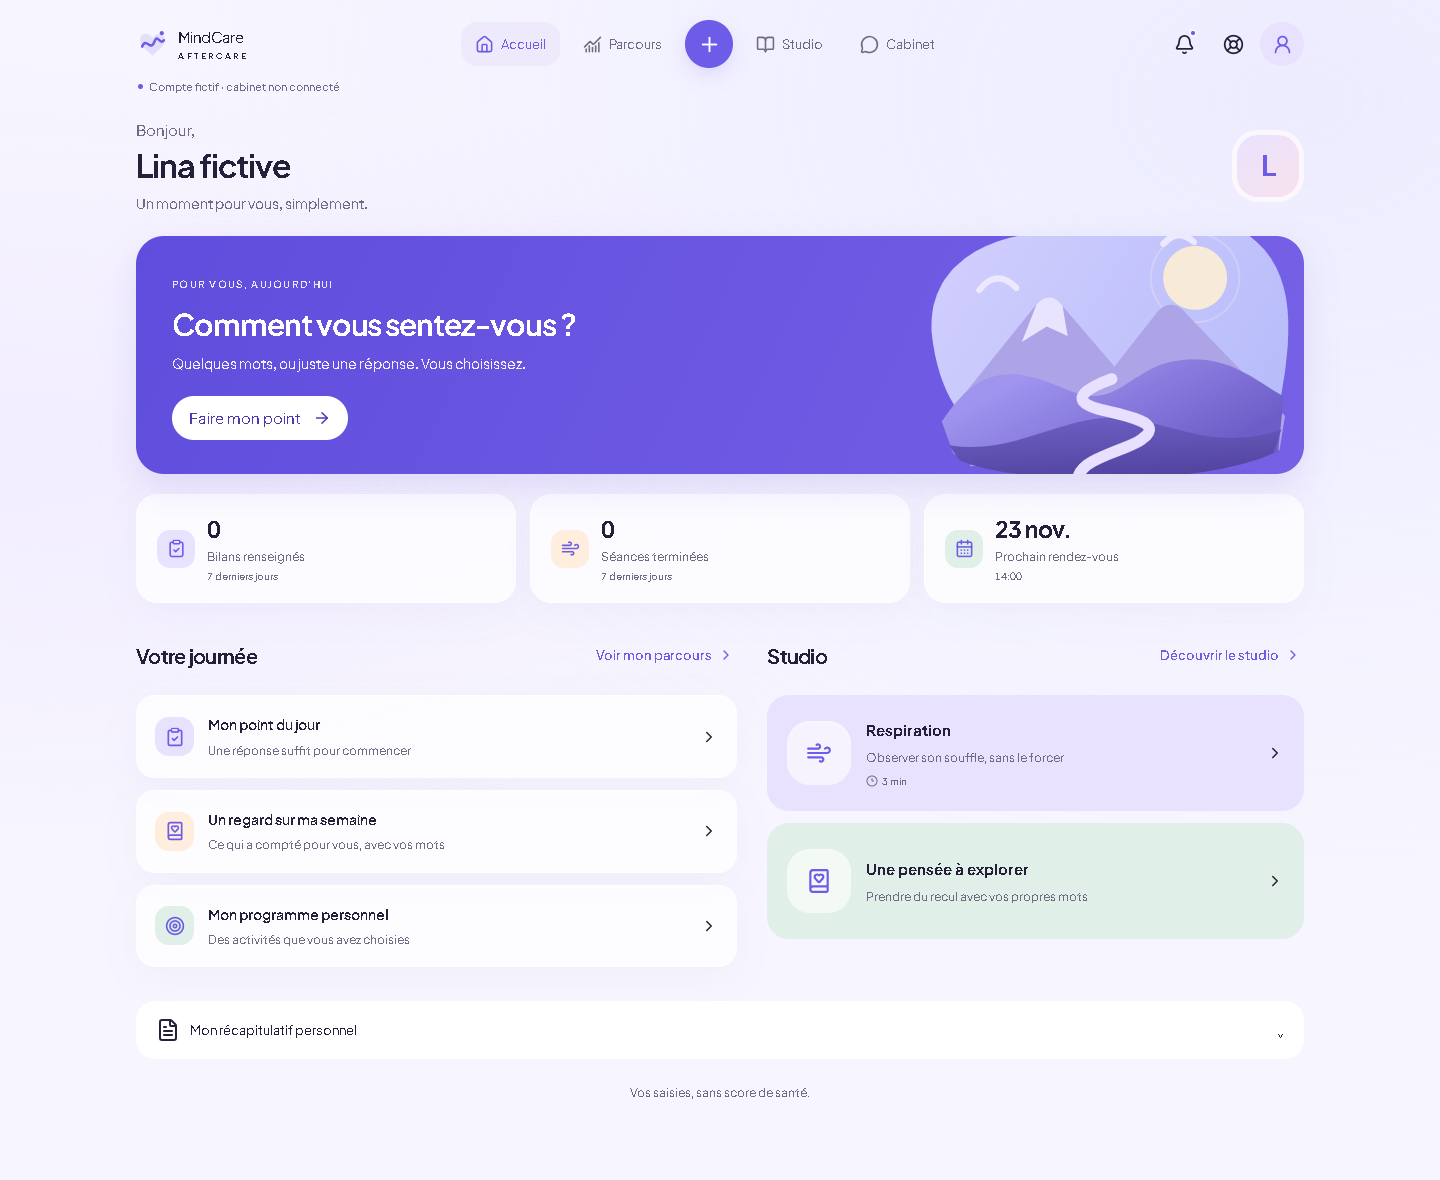 MindCare
AFTERCARE
Accueil
Parcours
Studio
Cabinet
Compte fictif · cabinet non connecté
Bonjour,
Lina fictive
Un moment pour vous, simplement.
L
POUR VOUS, AUJOURD'HUI
Comment vous sentez-vous ?
Quelques mots, ou juste une réponse. Vous choisissez.
Faire mon point
0
Bilans renseignés
7 derniers jours
0
Séances terminées
7 derniers jours
23 nov.
Prochain rendez-vous
14:00
Votre journée
Voir mon parcours
Mon point du jour
Une réponse suffit pour commencer
Un regard sur ma semaine
Ce qui a compté pour vous, avec vos mots
Mon programme personnel
Des activités que vous avez choisies
Studio
Découvrir le studio
Respiration
Observer son souffle, sans le forcer
3 min
Une pensée à explorer
Prendre du recul avec vos propres mots
Mon récapitulatif personnel
Vos saisies, sans score de santé.